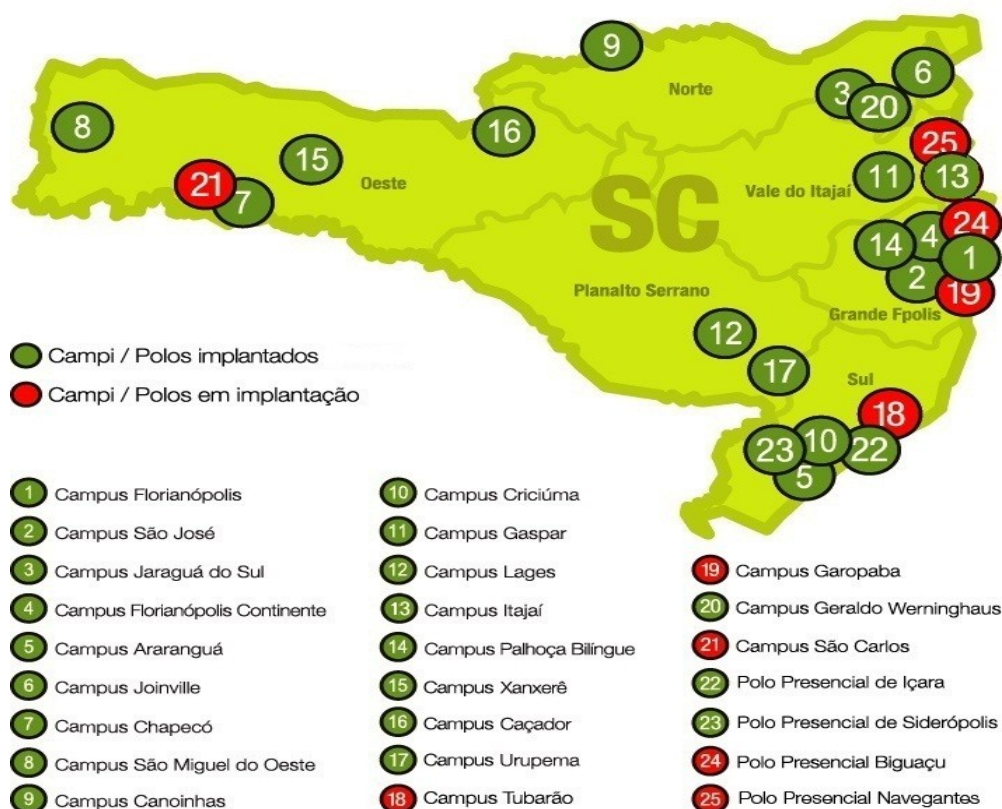 9
Norte
6
3
20
8
16
25
15
Oeste
11
13
21
7
SC
Vale do Itajaí
24
4
14
1
2
19
Planalto Serrano
Grande Fpolis
12
17
Sul
18
10
23
22
5
Campi / Polos implantados
Campi / Polos em implantação
1 Campus Florianópolis
2 Campus São José
3 Campus Jaraguá do Sul
4 Campus Florianópolis Continente
5 Campus Araranguá
6 Campus Joinville
7 Campus Chapecó
8 Campus São Miguel do Oeste
9 Campus Canoinhas
10 Campus Criciúma
11 Campus Gaspar
12 Campus Lages
13 Campus Itajaí
14 Campus Palhoça Bilíngue
15 Campus Xanxerê
16 Campus Caçador
17 Campus Urupema
18 Campus Tubarão
19 Campus Garopaba
20 Campus Geraldo Werninghaus
21 Campus São Carlos
22 Polo Presencial de Içara
23 Polo Presencial de Siderópolis
24 Polo Presencial Biguaçu
25 Polo Presencial Navegantes